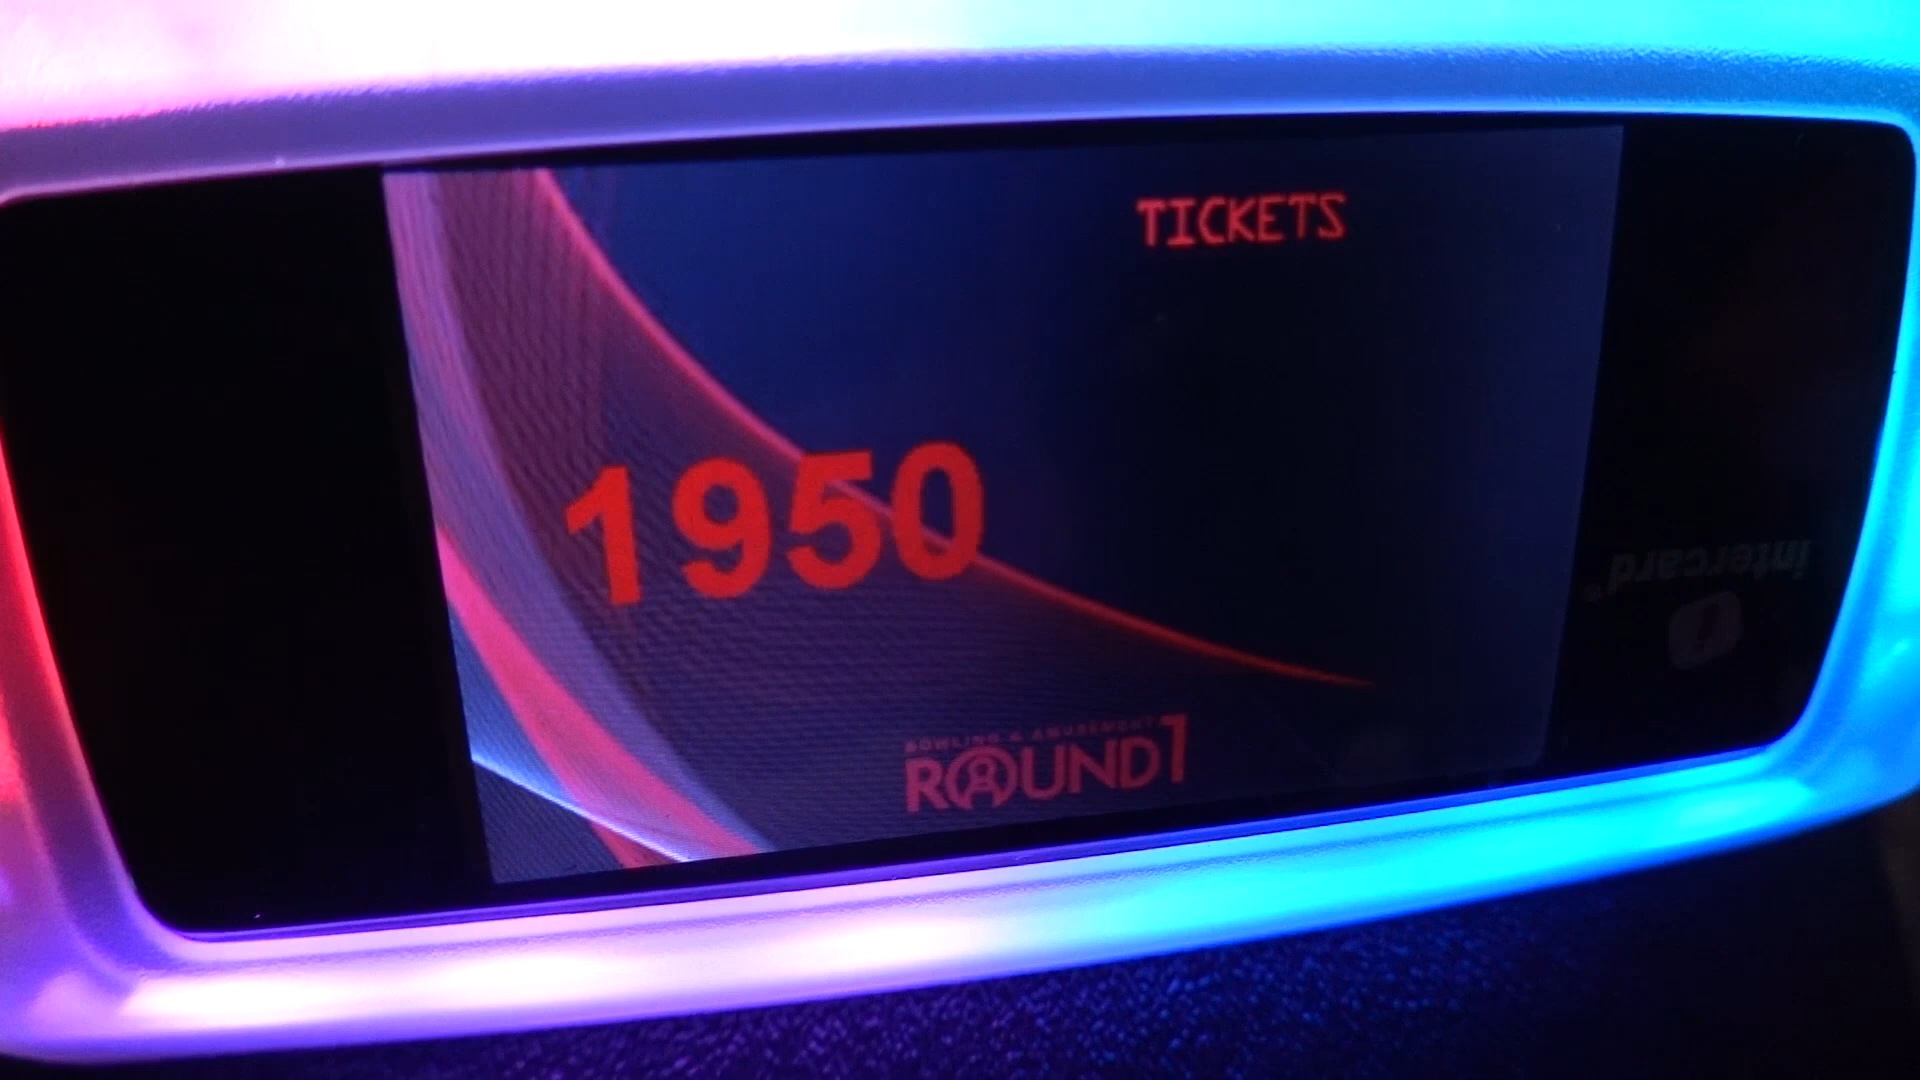 TICKETS
1950
BOWLING & AMUSEMENT
ROUND1
intercard